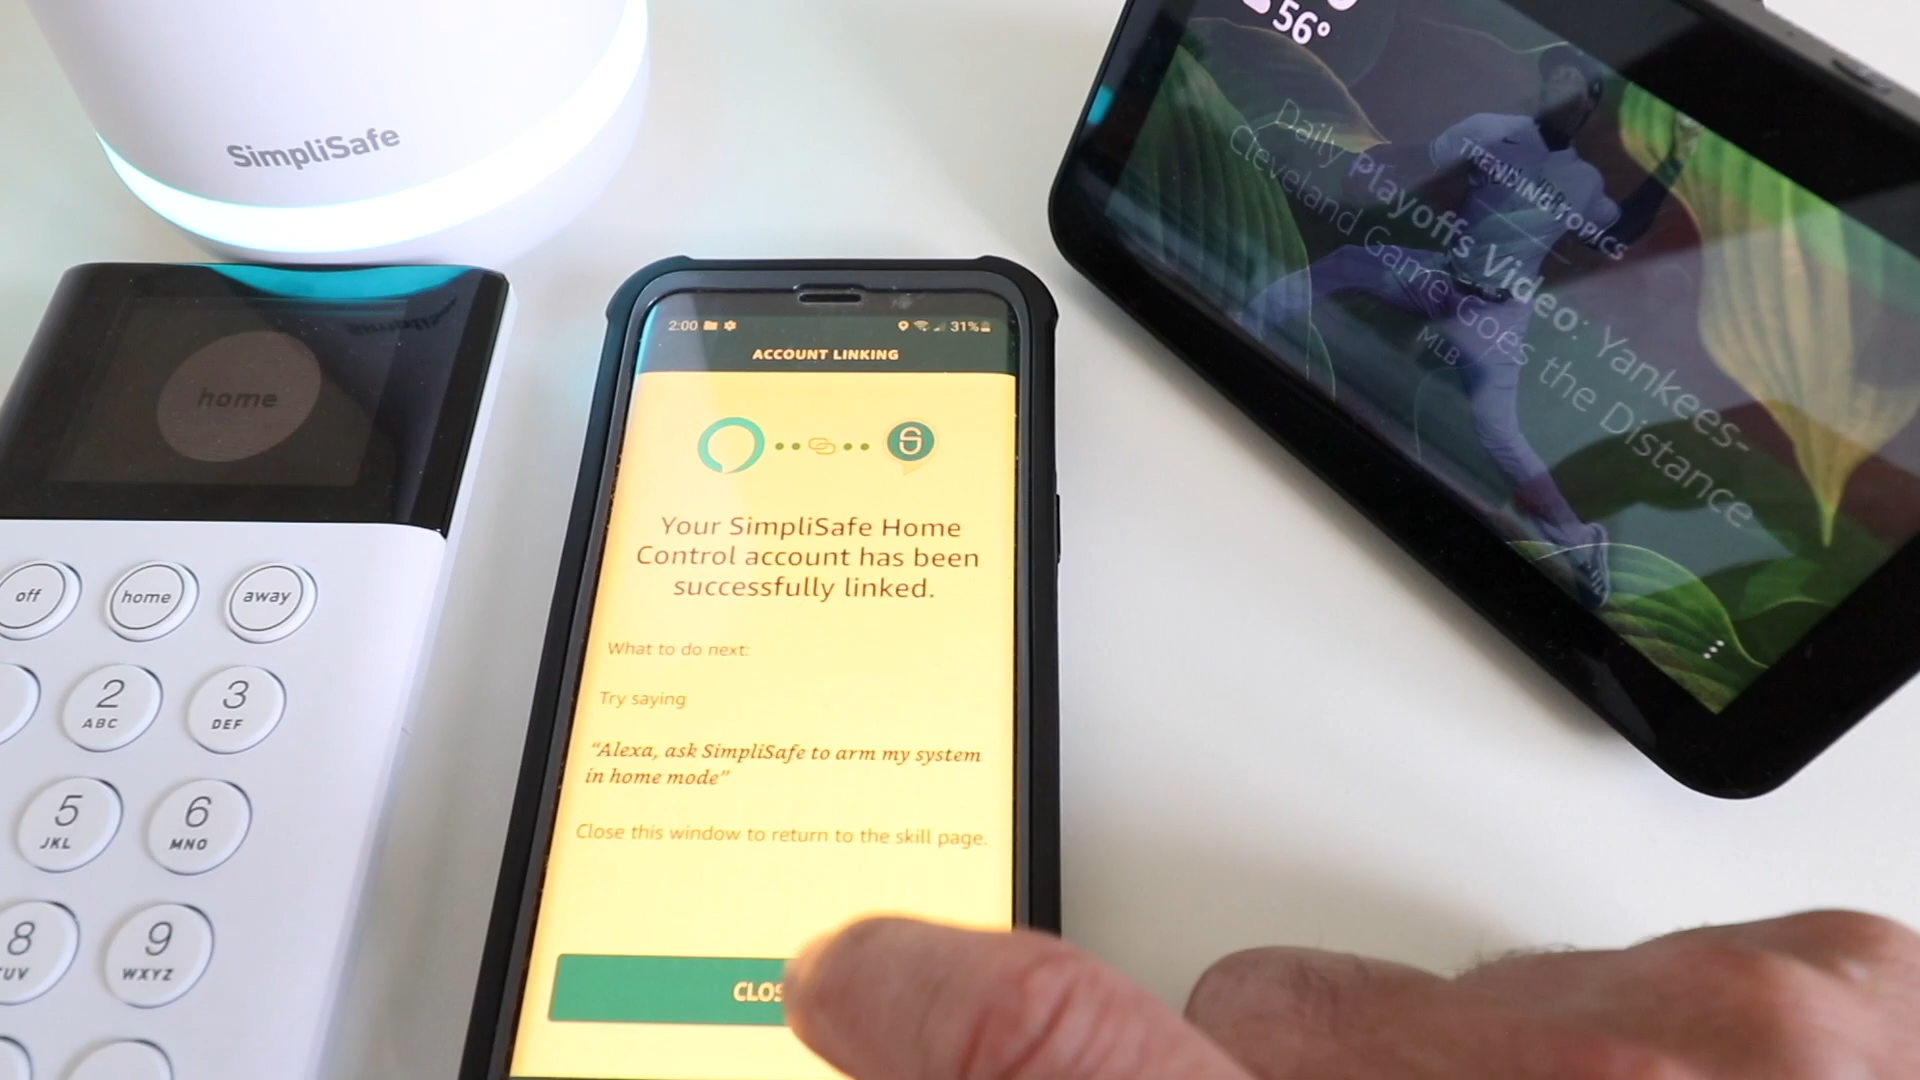 SimpliSafe
home
off
home
away
2
ABC
3
DEF
5
JKL
6
MNO
8
TUV
9
WXYZ
2:00
31%
ACCOUNT LINKING
Your SimpliSafe Home
Control account has been
successfully linked.
What to do next:
Try saying
“Alexa, ask SimpliSafe to arm my system
in home mode”
Close this window to return to the skill page.
56°
TRENDING TOPICS
Daily Playoffs Video: Yankees-
Cleveland Game Goes the Distance
MLB